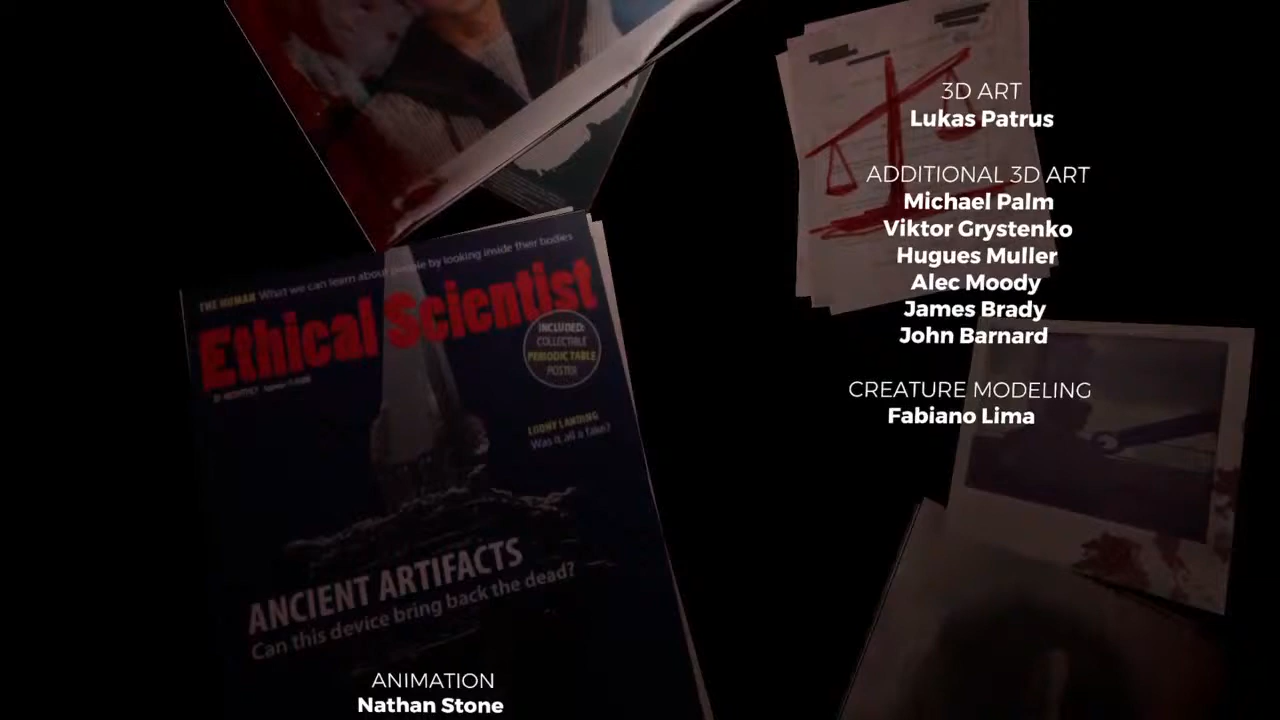 THE HUMAN What we can learn about people by looking inside their bodies
Ethical Scientist
INCLUDED:
COLLECTIBLE
PERIODIC TABLE
POSTER
LOONY LANDING
Was it all a fake?
ANCIENT ARTIFACTS
Can this device bring back the dead?
ANIMATION
Nathan Stone
3D ART
Lukas Patrus
ADDITIONAL 3D ART
Michael Palm
Viktor Grystenko
Hugues Muller
Alec Moody
James Brady
John Barnard
CREATURE MODELING
Fabiano Lima